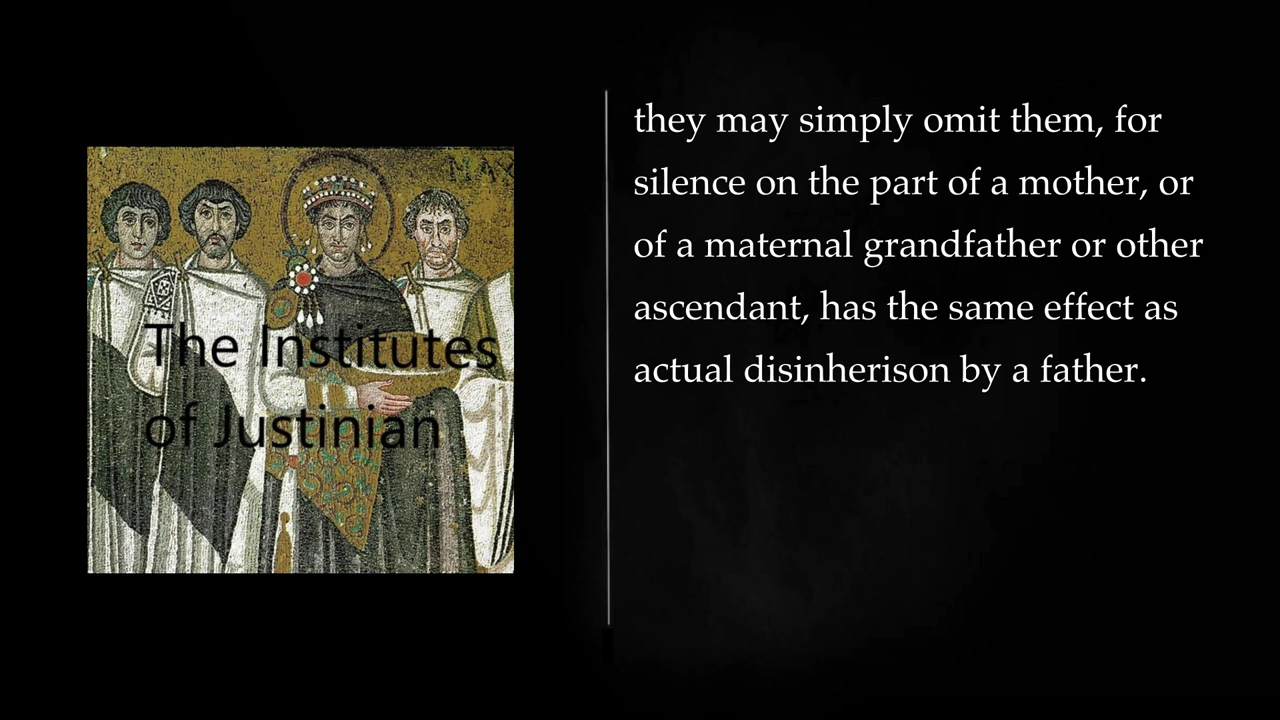 The Institutes
of Justinian
they may simply omit them, for
silence on the part of a mother, or
of a maternal grandfather or other
ascendant, has the same effect as
actual disinherison by a father.